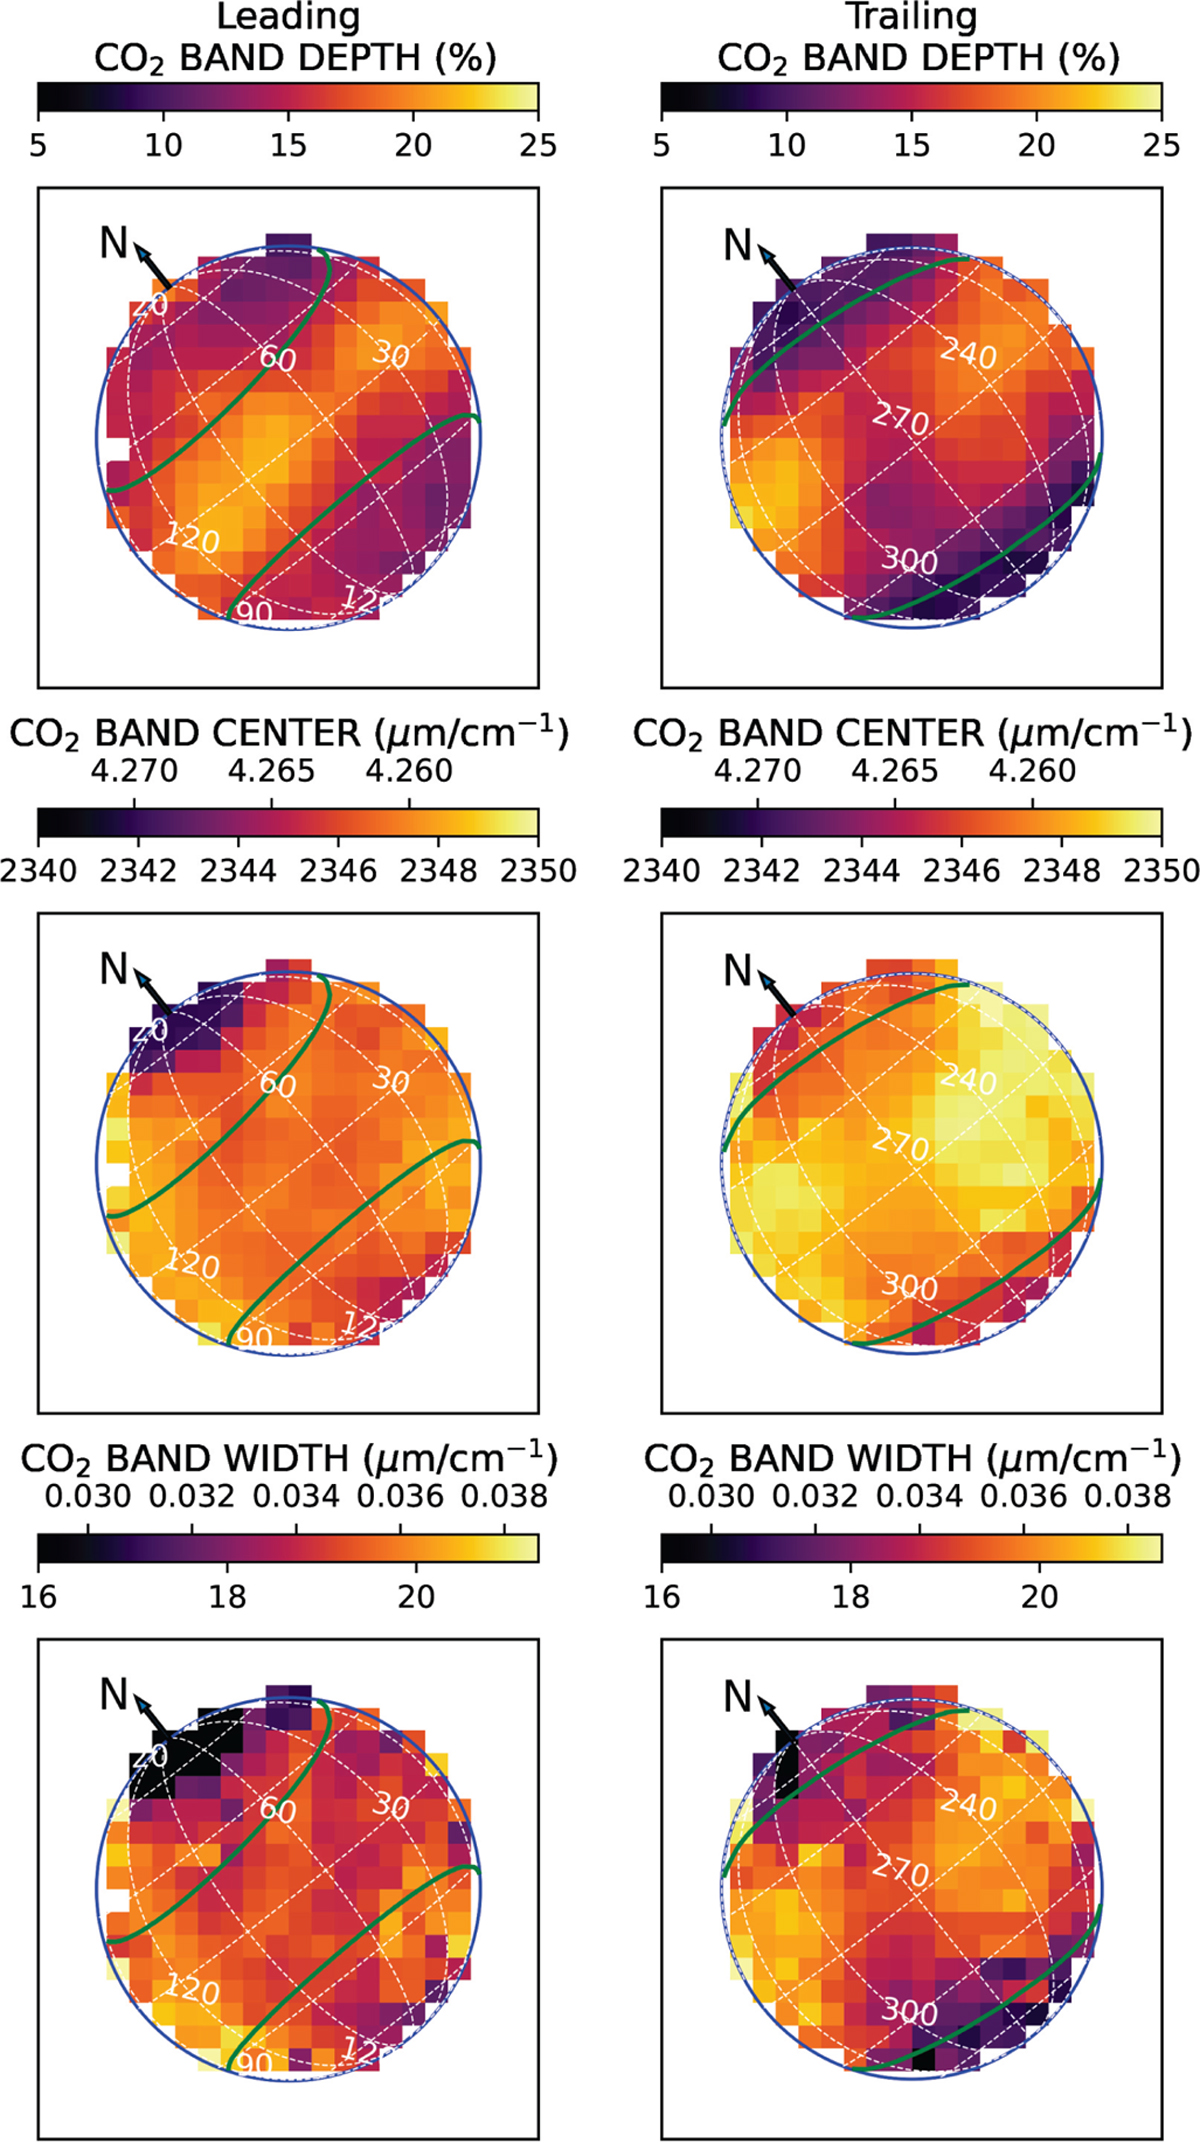 Leading Trailing
CO₂ BAND DEPTH (%) CO₂ BAND DEPTH (%)
5 10 15 20 25 5 10 15 20 25
N N
20 60 30 240
270
120 300
90 12
CO₂ BAND CENTER (μm/cm⁻¹) CO₂ BAND CENTER (μm/cm⁻¹)
4.270 4.265 4.260 4.270 4.265 4.260
2340 2342 2344 2346 2348 2350 2340 2342 2344 2346 2348 2350
N N
20 60 30 240
270
120 300
90 12
CO₂ BAND WIDTH (μm/cm⁻¹) CO₂ BAND WIDTH (μm/cm⁻¹)
0.030 0.032 0.034 0.036 0.038 0.030 0.032 0.034 0.036 0.038
16 18 20 16 18 20
N N
20 60 30 240
270
120 300
90 12